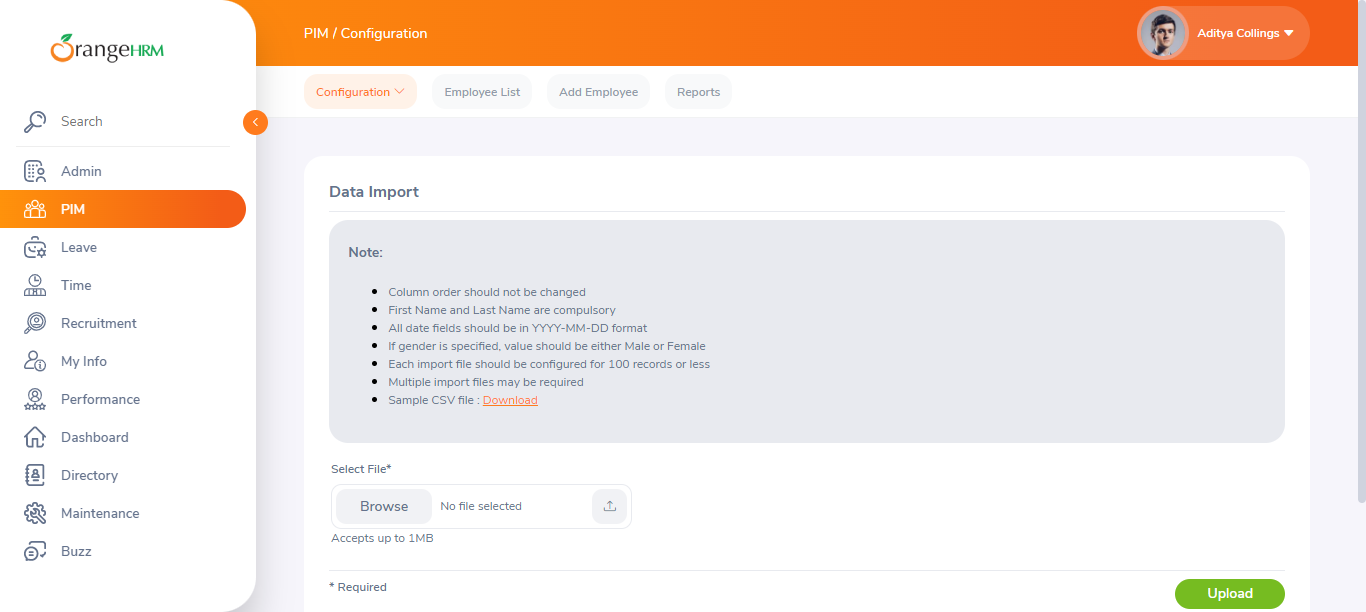 OrangeHRM
PIM / Configuration
Aditya Collings
Configuration
Employee List
Add Employee
Reports
Search
Admin
PIM
Leave
Time
Recruitment
My Info
Performance
Dashboard
Directory
Maintenance
Buzz
Data Import
Note:
Column order should not be changed
First Name and Last Name are compulsory
All date fields should be in YYYY-MM-DD format
If gender is specified, value should be either Male or Female
Each import file should be configured for 100 records or less
Multiple import files may be required
Sample CSV file : Download
Select File*
Browse No file selected
Accepts up to 1MB
* Required
Upload